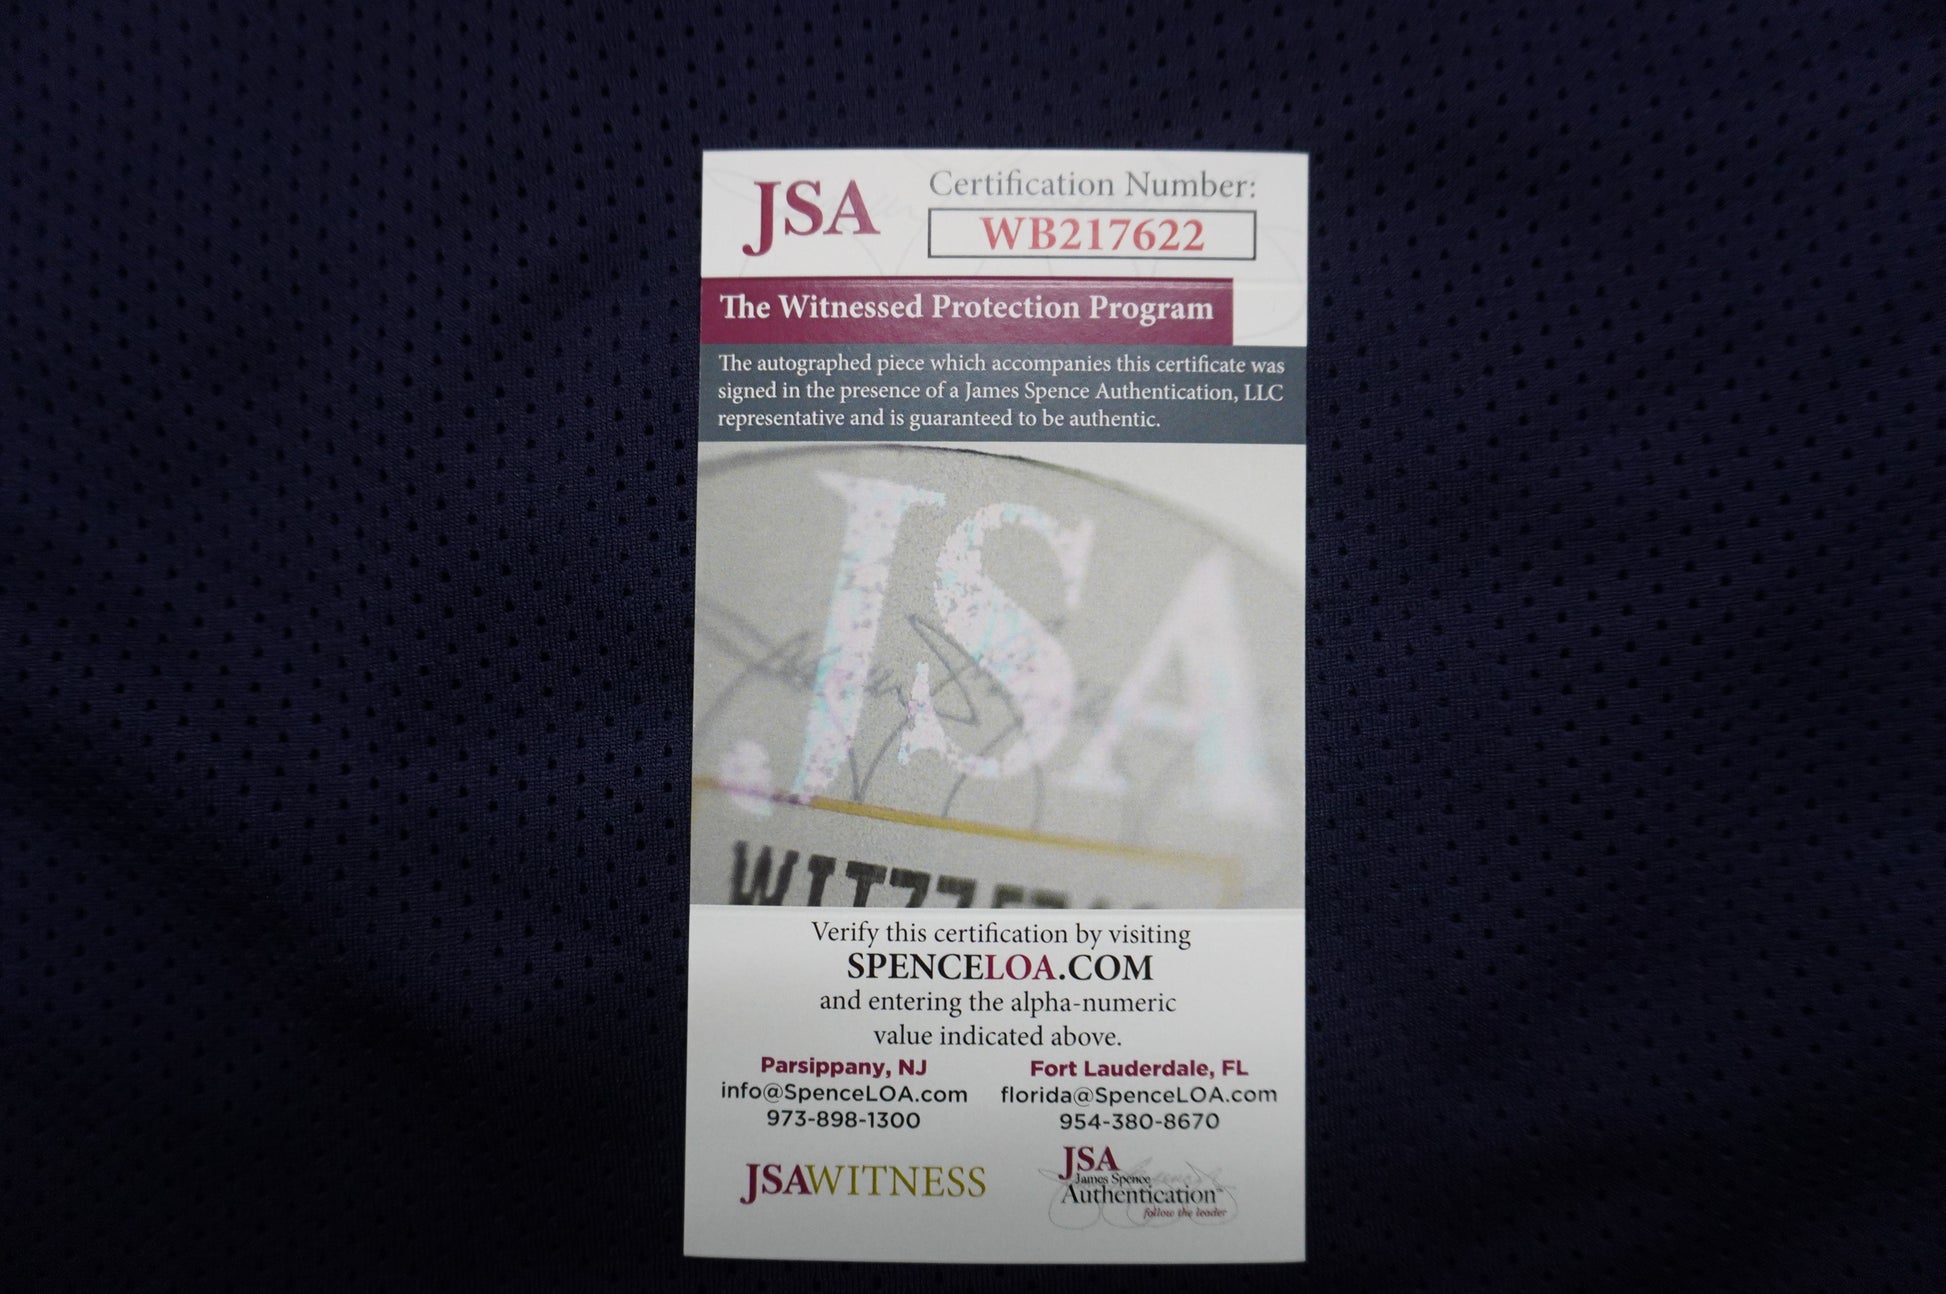 JSA
Certification Number:
WB217622
The Witnessed Protection Program
The autographed piece which accompanies this certificate was
signed in the presence of a James Spence Authentication, LLC
representative and is guaranteed to be authentic.
JSA
Verify this certification by visiting
SPENCELOA.COM
and entering the alpha-numeric
value indicated above.
Parsippany, NJ
info@SpenceLOA.com
973-898-1300
Fort Lauderdale, FL
florida@SpenceLOA.com
954-380-8670
JSAWITNESS
JSA
James Spence
Authentication
follow the leader